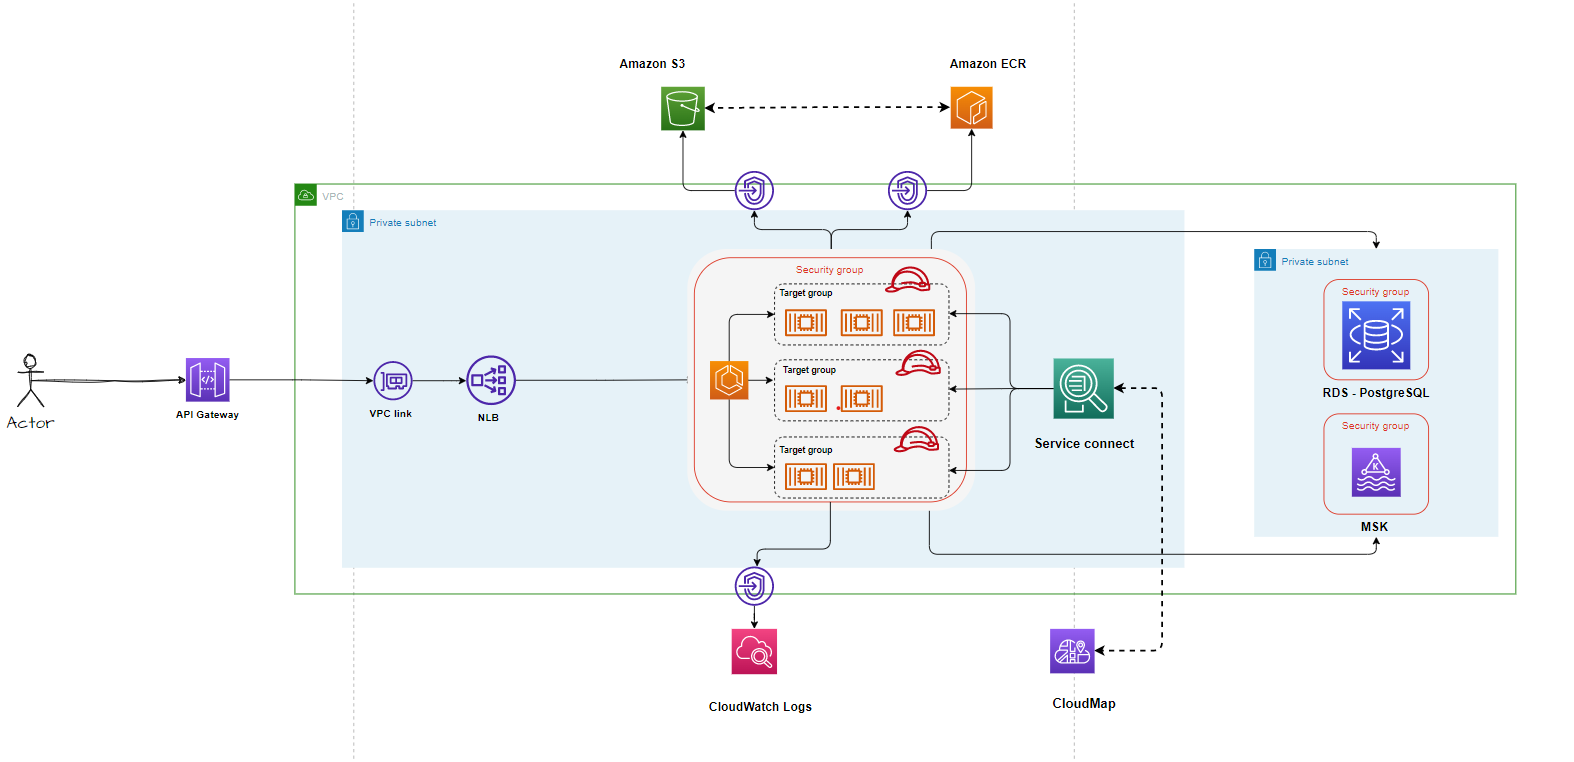 Amazon S3
Amazon ECR
VPC
Private subnet
Security group
Target group
Private subnet
Security group
Target group
Actor
API Gateway
VPC link
NLB
Service connect
RDS - PostgreSQL
Security group
Target group
K
MSK
CloudWatch Logs
CloudMap